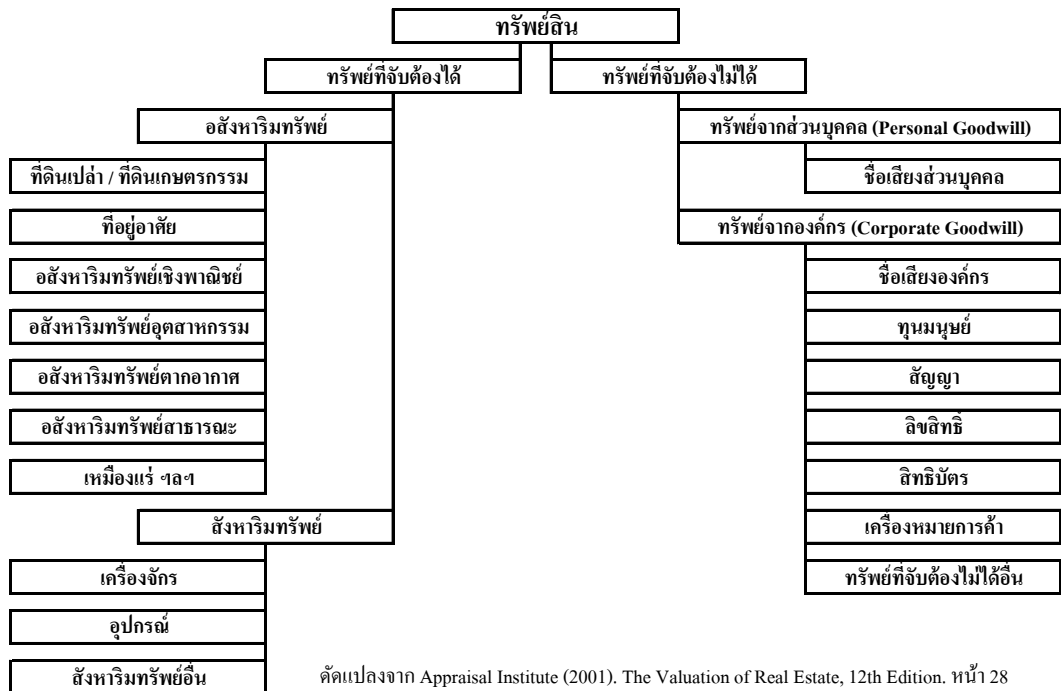 ทรัพย์สิน
ทรัพย์ที่จับต้องได้
ทรัพย์ที่จับต้องไม่ได้
อสังหาริมทรัพย์
ทรัพย์จากส่วนบุคคล (Personal Goodwill)
ที่ดินเปล่า / ที่ดินเกษตรกรรม
ชื่อเสียงส่วนบุคคล
ที่อยู่อาศัย
ทรัพย์จากองค์กร (Corporate Goodwill)
อสังหาริมทรัพย์เชิงพาณิชย์
ชื่อเสียงองค์กร
อสังหาริมทรัพย์อุตสาหกรรม
ทุนมนุษย์
อสังหาริมทรัพย์ตากอากาศ
สัญญา
อสังหาริมทรัพย์สาธารณะ
ลิขสิทธิ์
เหมืองแร่ ฯลฯ
สิทธิบัตร
สังหาริมทรัพย์
เครื่องหมายการค้า
เครื่องจักร
ทรัพย์ที่จับต้องไม่ได้อื่น
อุปกรณ์
สังหาริมทรัพย์อื่น
ดัดแปลงจาก Appraisal Institute (2001). The Valuation of Real Estate, 12th Edition. หน้า 28